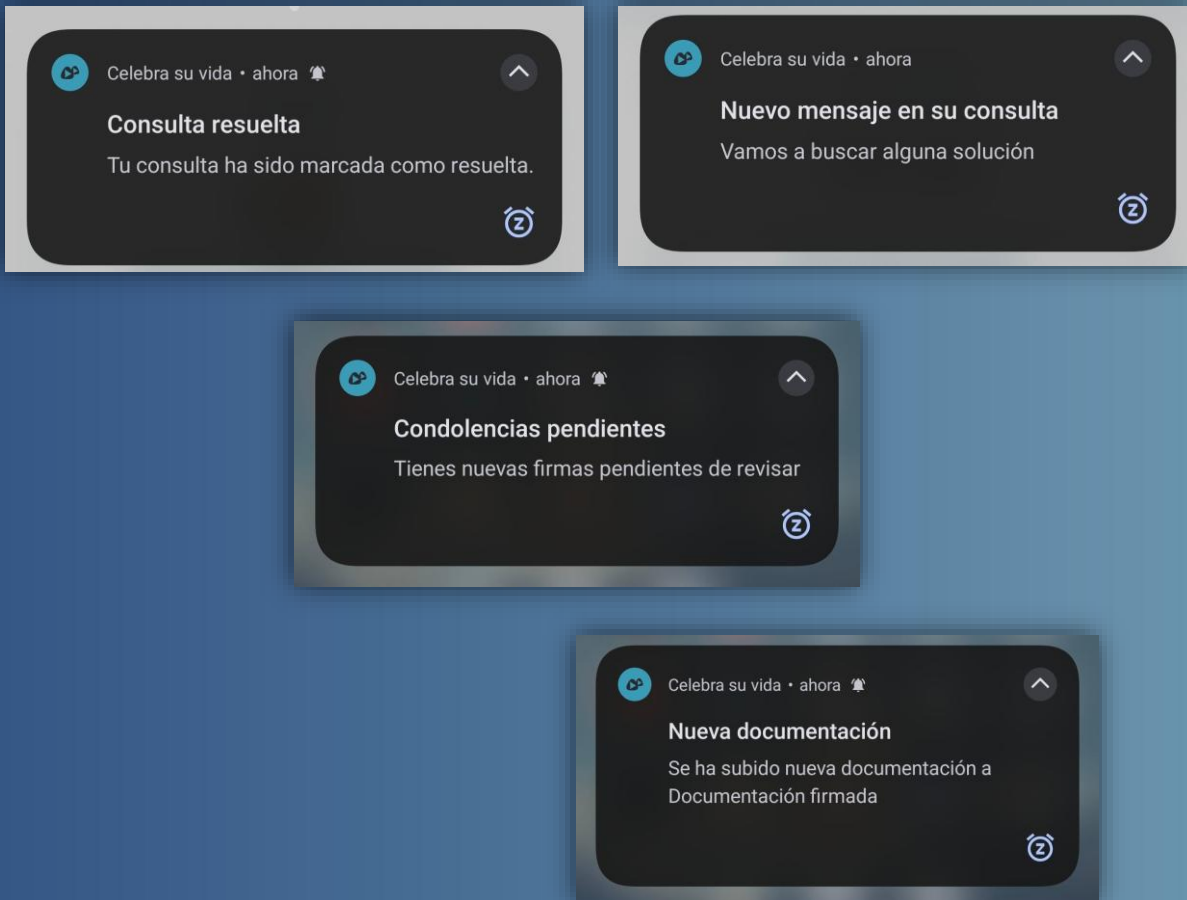 Celebra su vida • ahora
Consulta resuelta
Tu consulta ha sido marcada como resuelta.
Celebra su vida • ahora
Nuevo mensaje en su consulta
Vamos a buscar alguna solución
Celebra su vida • ahora
Condolencias pendientes
Tienes nuevas firmas pendientes de revisar
Celebra su vida • ahora
Nueva documentación
Se ha subido nueva documentación a
Documentación firmada